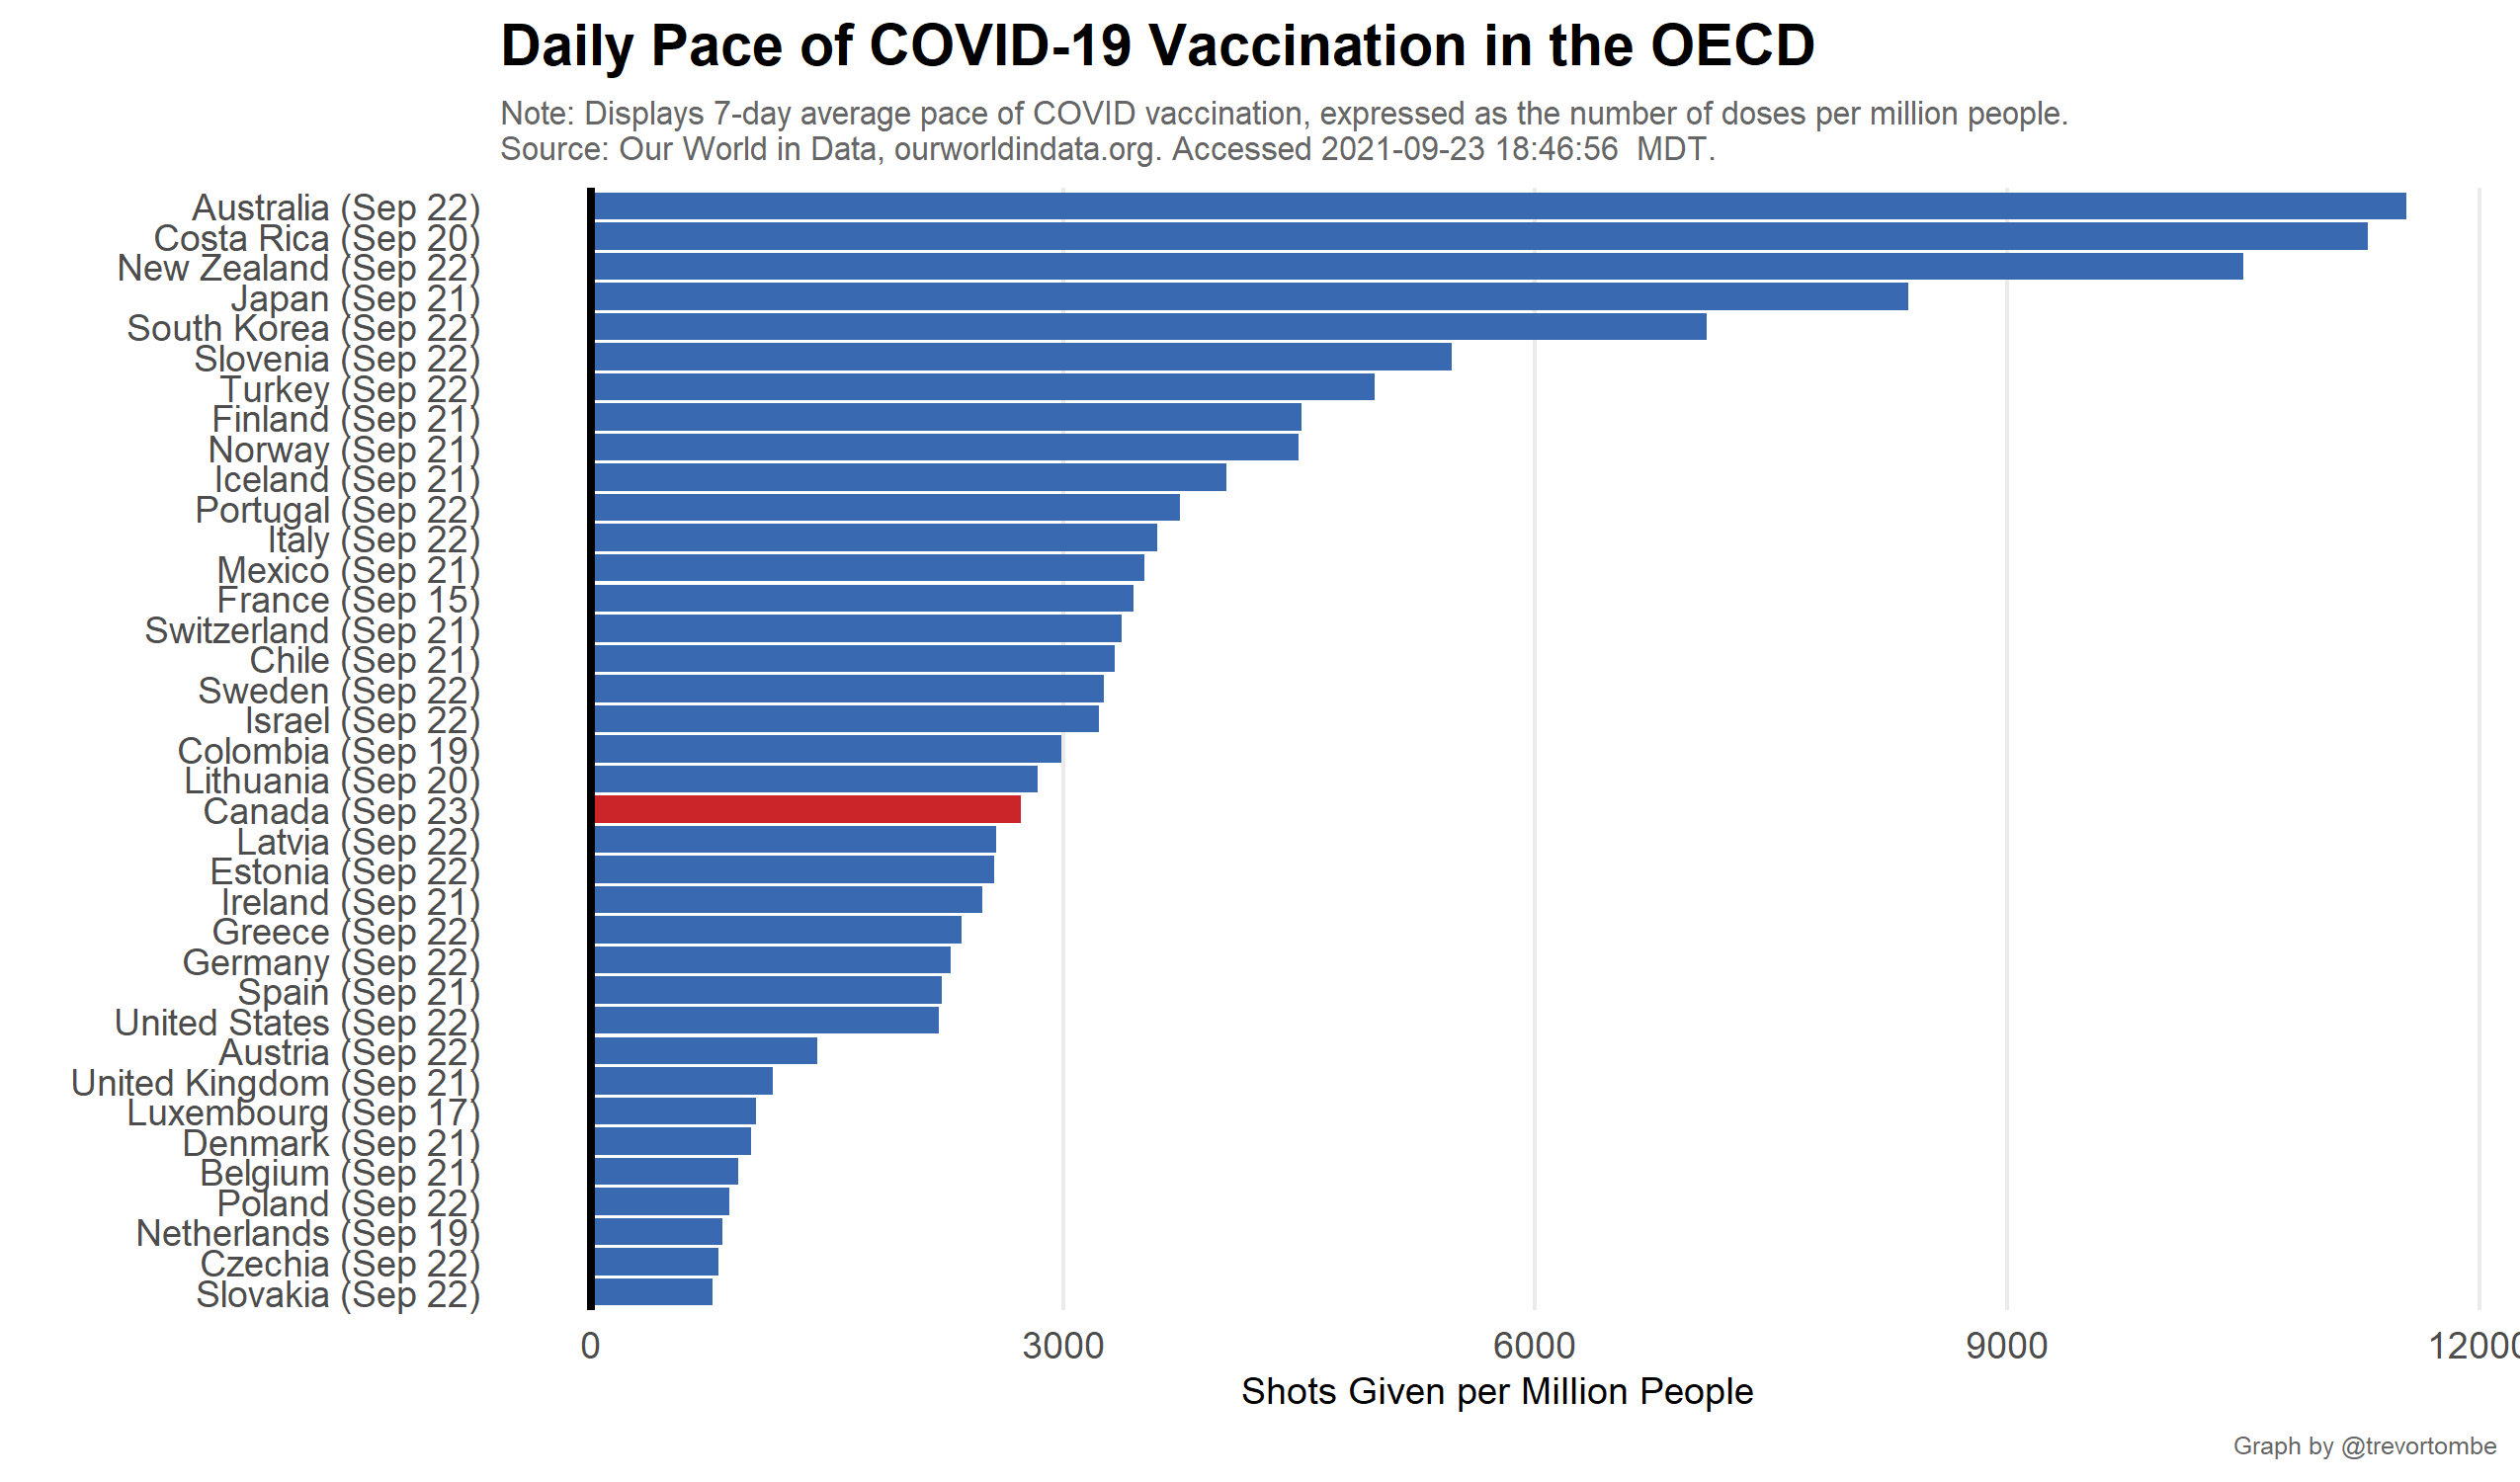 Daily Pace of COVID-19 Vaccination in the OECD
Note: Displays 7-day average pace of COVID vaccination, expressed as the number of doses per million people.
Source: Our World in Data, ourworldindata.org. Accessed 2021-09-23 18:46:56  MDT.
Australia (Sep 22)
Costa Rica (Sep 20)
New Zealand (Sep 22)
Japan (Sep 21)
South Korea (Sep 22)
Slovenia (Sep 22)
Turkey (Sep 22)
Finland (Sep 21)
Norway (Sep 21)
Iceland (Sep 21)
Portugal (Sep 22)
Italy (Sep 22)
Mexico (Sep 21)
France (Sep 15)
Switzerland (Sep 21)
Chile (Sep 21)
Sweden (Sep 22)
Israel (Sep 22)
Colombia (Sep 19)
Lithuania (Sep 20)
Canada (Sep 23)
Latvia (Sep 22)
Estonia (Sep 22)
Ireland (Sep 21)
Greece (Sep 22)
Germany (Sep 22)
Spain (Sep 21)
United States (Sep 22)
Austria (Sep 22)
United Kingdom (Sep 21)
Luxembourg (Sep 17)
Denmark (Sep 21)
Belgium (Sep 21)
Poland (Sep 22)
Netherlands (Sep 19)
Czechia (Sep 22)
Slovakia (Sep 22)
0 3000 6000 9000 12000
Shots Given per Million People
Graph by @trevortombe